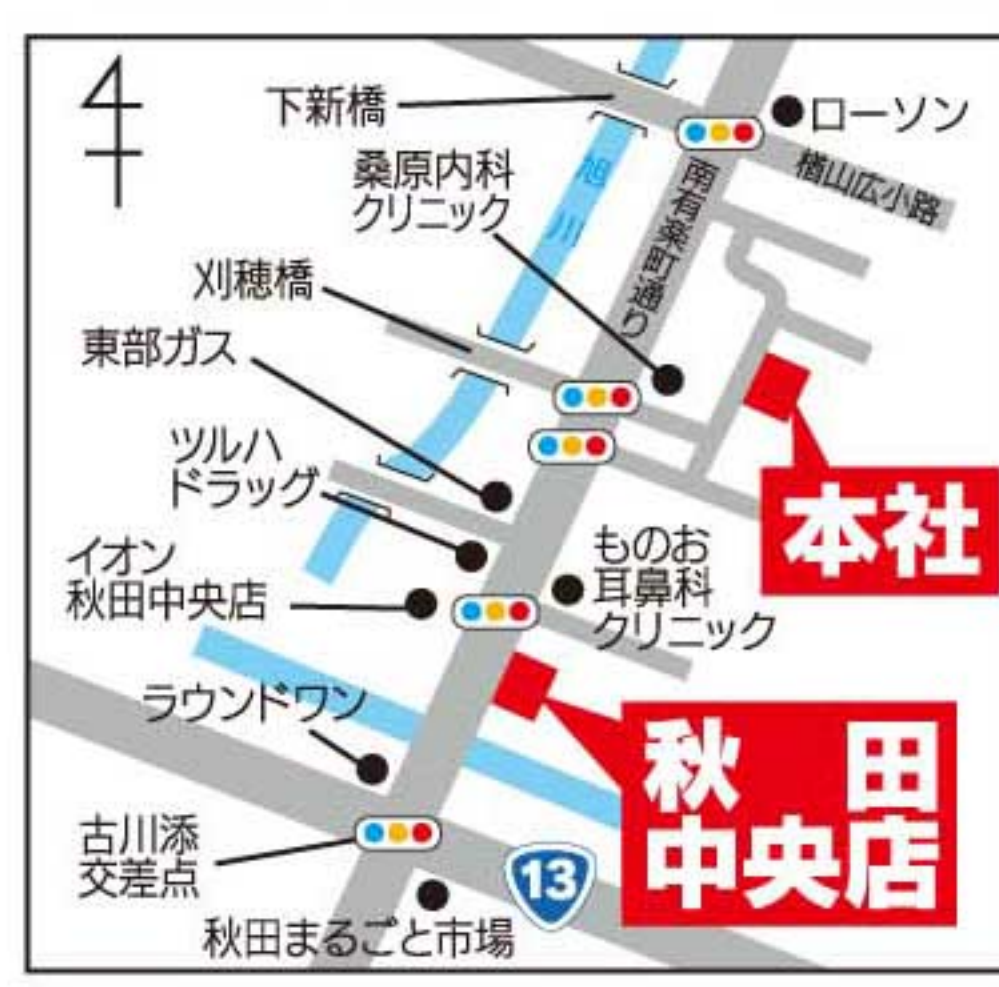 下新橋
ローソン
桑原内科
クリニック
旭川
南有楽町通り
楢山広小路
刈穂橋
東部ガス
ツルハ
ドラッグ
本社
イオン
秋田中央店
ものお
耳鼻科
クリニック
ラウンドワン
秋田
中央店
古川添
交差点
13
秋田まるごと市場